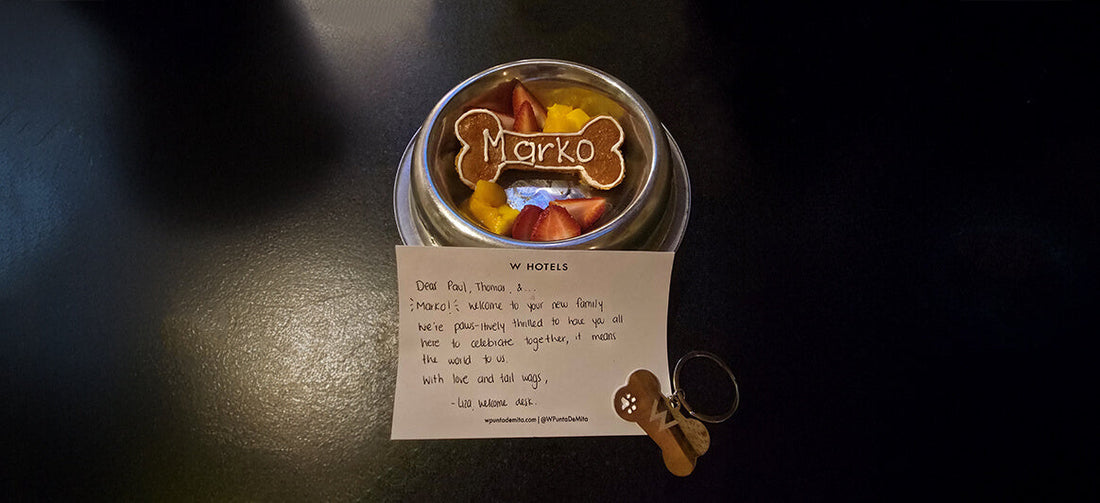 Marko
W HOTELS
Dear Paul, Thomas, &...
Marko! welcome to your new family
we're paws-itively thrilled to have you all
here to celebrate together, it means
the world to us.
with love and tail wags,
- Liza, welcome desk.
wpuntademita.com | @WPuntaDeMita
W